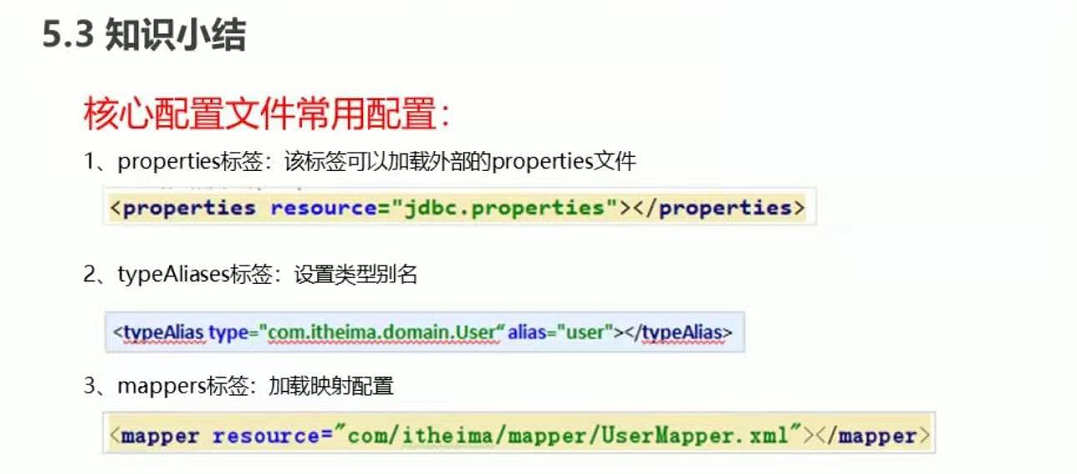 5.3 知识小结
核心配置文件常用配置：
1、properties标签：该标签可以加载外部的properties文件
<properties resource="jdbc.properties"></properties>
2、typeAliases标签：设置类型别名
<typeAlias type="com.itheima.domain.User“ alias="user"></typeAlias>
3、mappers标签：加载映射配置
<mapper resource="com/itheima/mapper/UserMapper.xml"></mapper>